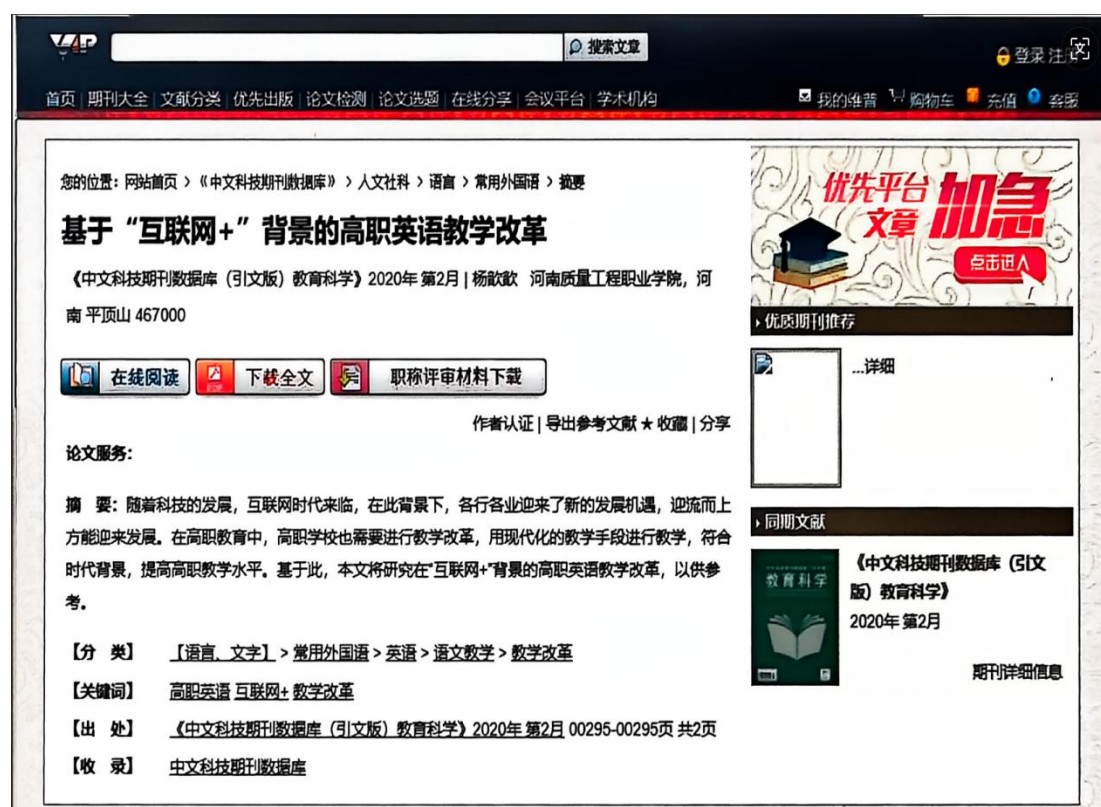 VIP
搜索文章
登录 注册
首页 期刊大全 文献分类 优先出版 论文检测 论文选题 在线分享 会议平台 学术机构
我的维普 购物车 充值 客服
您的位置：网站首页 > 《中文科技期刊数据库》 > 人文社科 > 语言 > 常用外国语 > 摘要
基于“互联网+”背景的高职英语教学改革
《中文科技期刊数据库（引文版）教育科学》2020年 第2月 | 杨歆歆 河南质量工程职业学院，河
南 平顶山 467000
在线阅读 下载全文 职称评审材料下载
作者认证 | 导出参考文献 ★ 收藏 | 分享
论文服务：
摘 要：随着科技的发展，互联网时代来临，在此背景下，各行各业迎来了新的发展机遇，迎流而上
方能迎来发展。在高职教育中，高职学校也需要进行教学改革，用现代化的教学手段进行教学，符合
时代背景，提高高职教学水平。基于此，本文将研究在“互联网+”背景的高职英语教学改革，以供参
考。
【分 类】 【语言、文字】 > 常用外国语 > 英语 > 语文教学 > 教学改革
【关键词】 高职英语 互联网+ 教学改革
【出 处】 《中文科技期刊数据库（引文版）教育科学》2020年 第2月 00295-00295页 共2页
【收 录】 中文科技期刊数据库
优先平台
文章
加急
点击进入
优质期刊推荐
...详细
同期文献
教育科学
《中文科技期刊数据库（引文
版）教育科学》
2020年 第2月
期刊详细信息